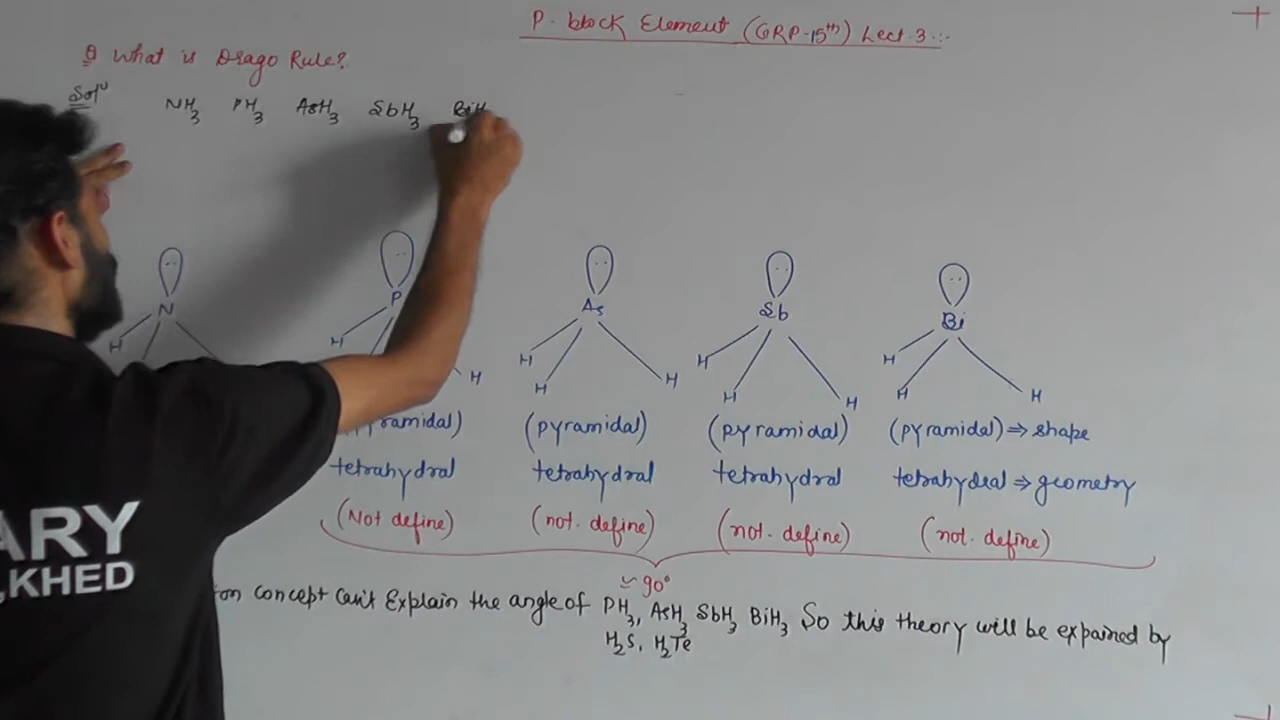 P-block Element (GRP-15th) Lect.3:-
Q What is Drago Rule?
Solⁿ NH3 PH3 AsH3 SbH3 BiH
N P As Sb Bi
H H H H H H H H H H H H
(pyramidal) (pyramidal) (pyramidal) (pyramidal)⇒shape
tetrahydral tetrahydral tetrahydral tetrahydral⇒geometry
(Not define) (not. define) (not. define) (not. define)
≃90°
concept can't Explain the angle of PH3, AsH3 SbH3 BiH3 So this theory will be expained by
H2S, H2Te
ARY
KHED